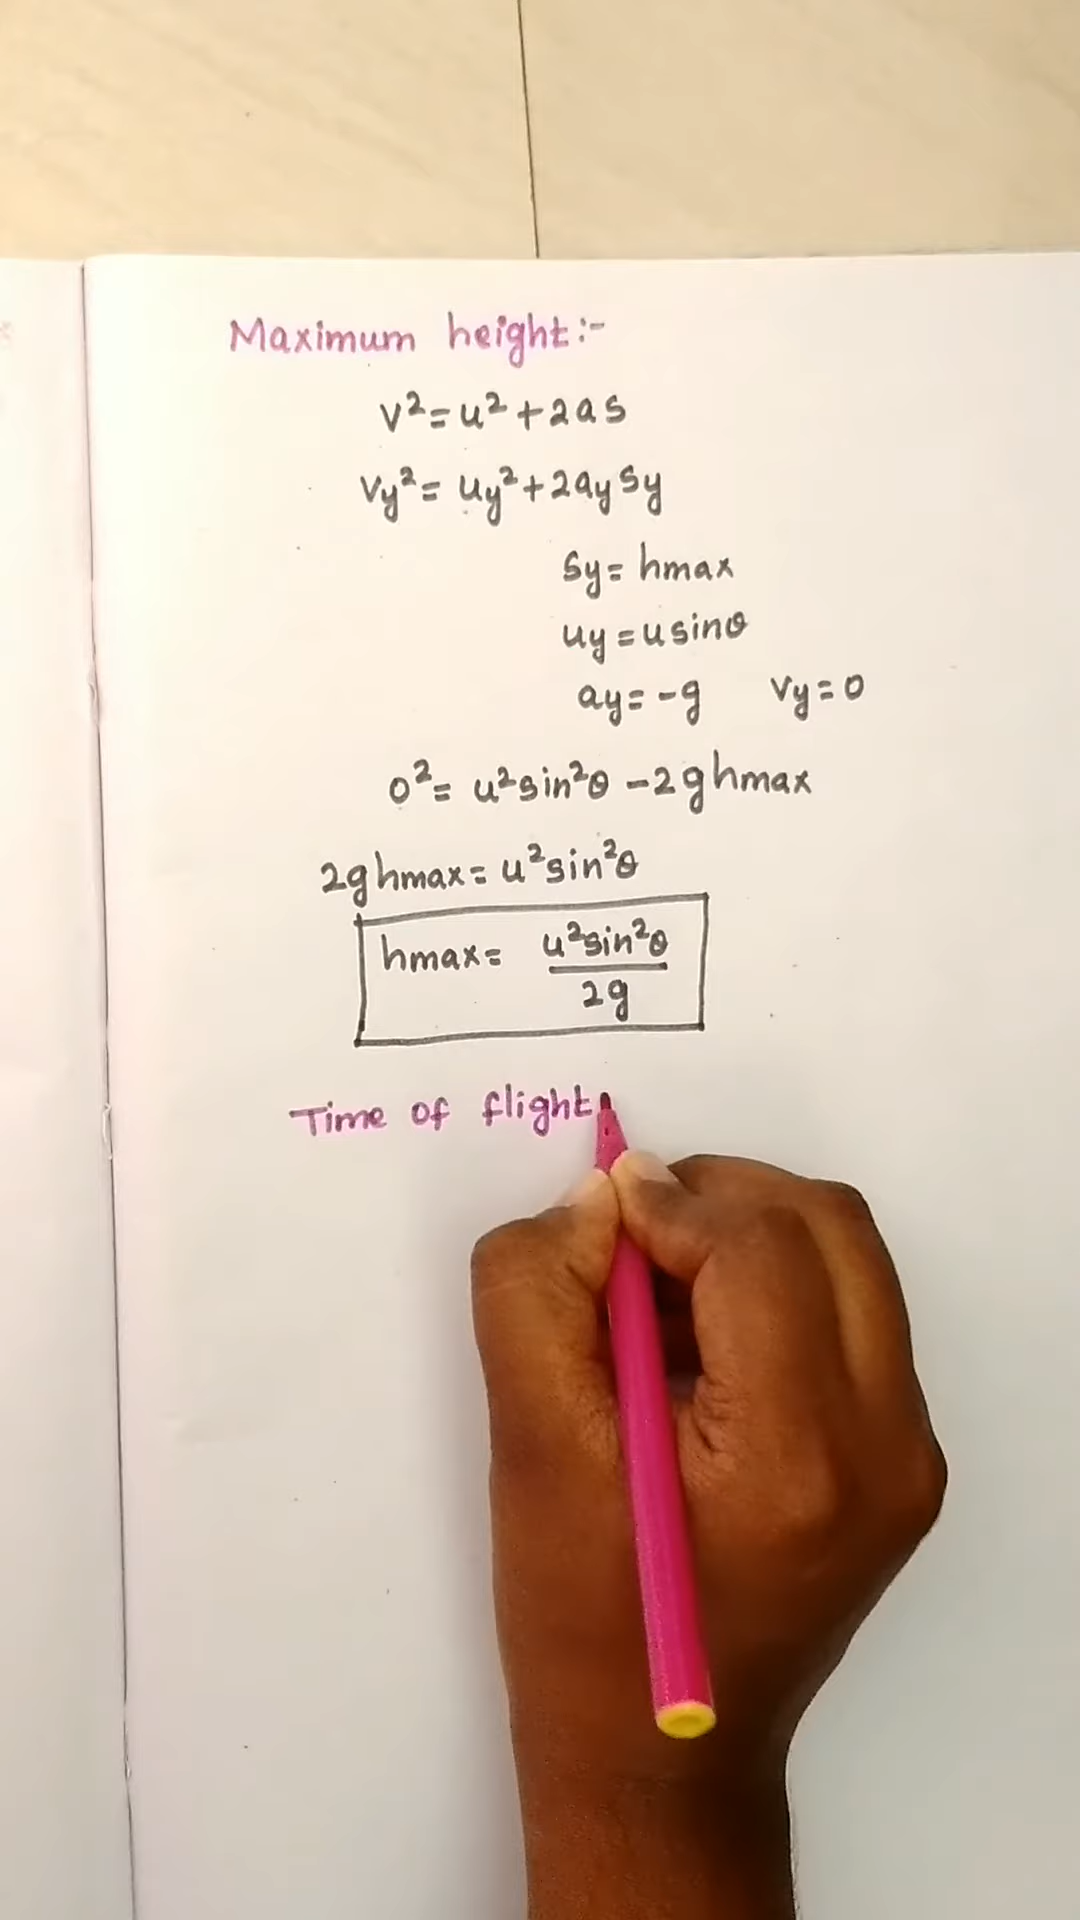 Maximum height:-
v²=u²+2as
vy²= uy²+2ay sy
sy= hmax
uy=usinθ
ay= -g vy=0
0²= u²sin²θ -2ghmax
2ghmax= u²sin²θ
hmax= u²sin²θ
2g
Time of flight